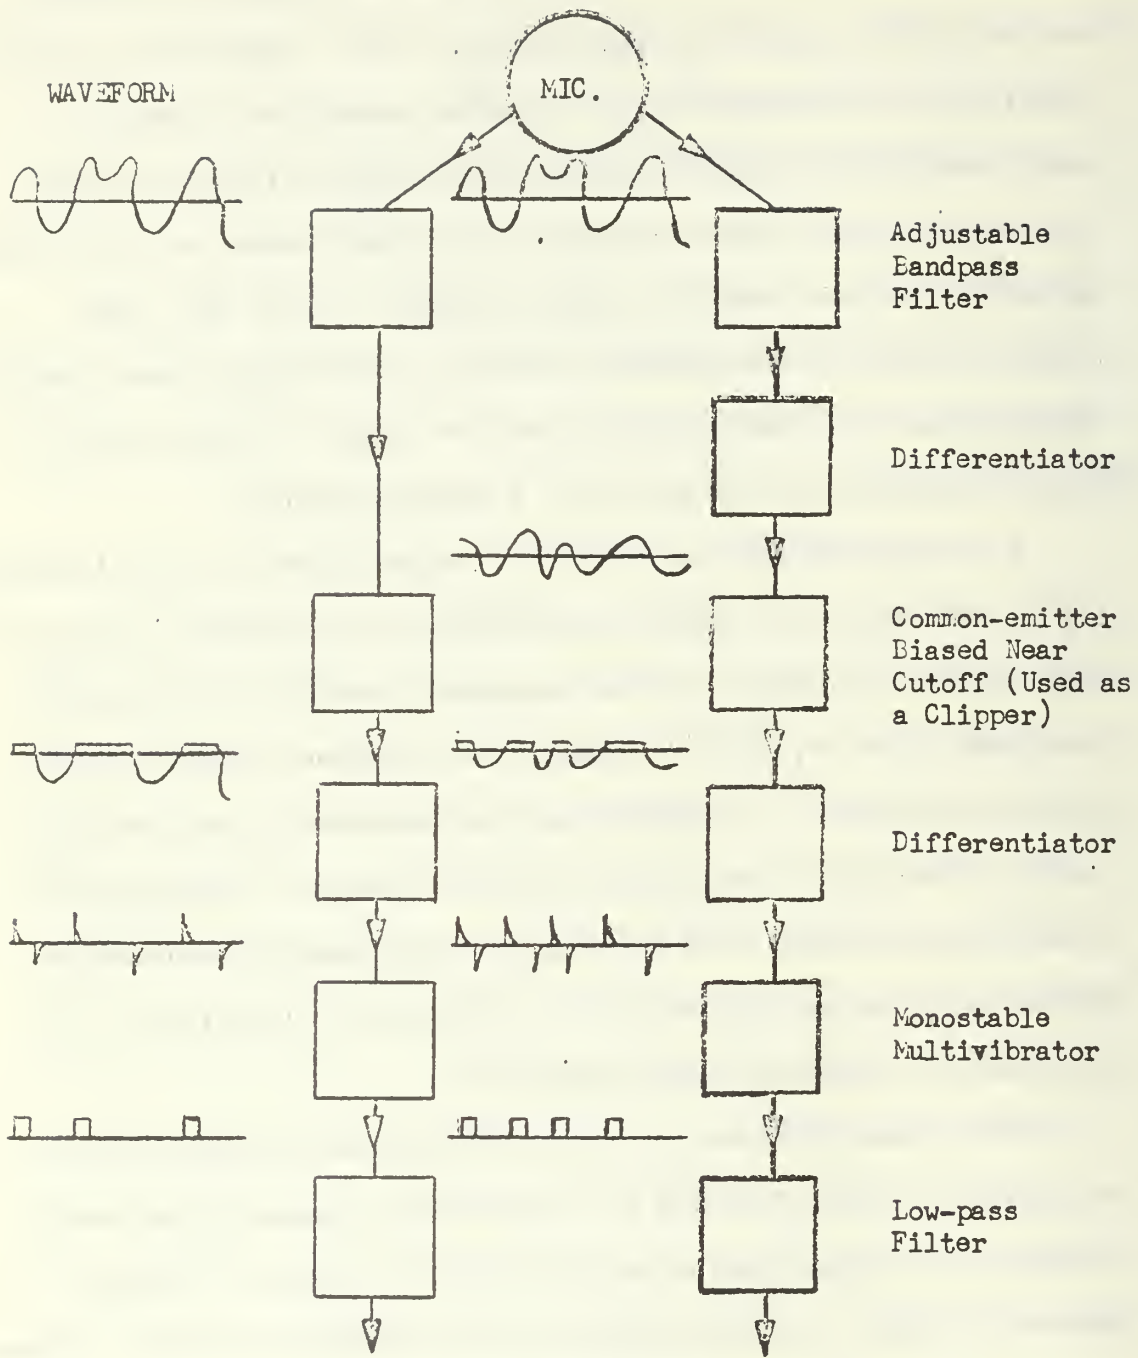 MIC.
WAVEFORM
Adjustable
Bandpass
Filter
Differentiator
Common-emitter
Biased Near
Cutoff (Used as
a Clipper)
Differentiator
Monostable
Multivibrator
Low-pass
Filter